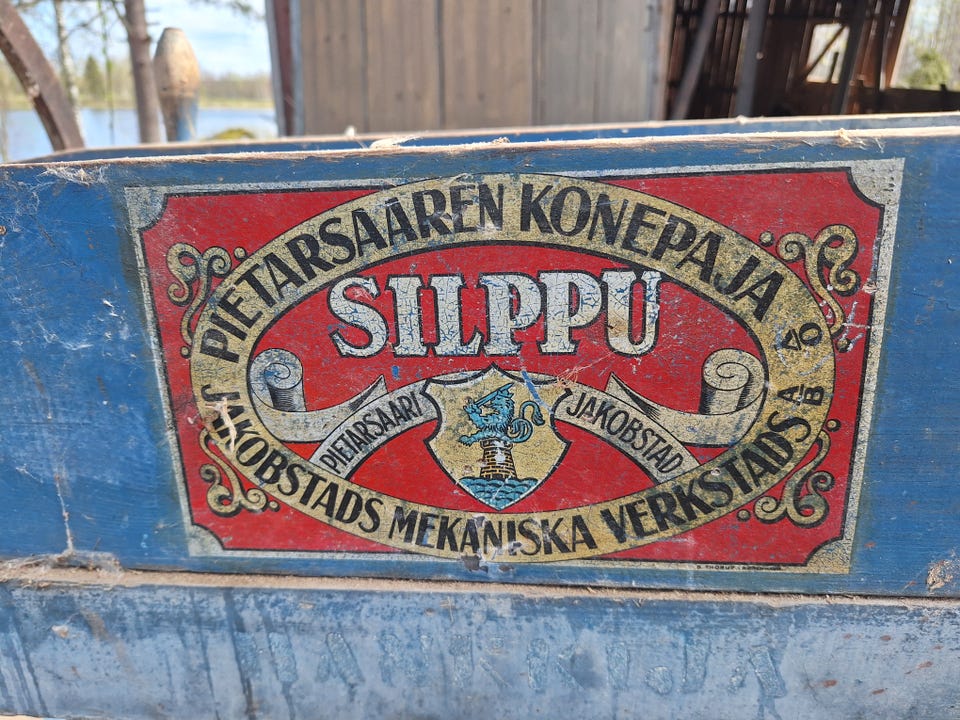 PIETARSAAREN KONEPAJA O/Y
SILPPU
PIETARSAARI JAKOBSTAD
JAKOBSTADS MEKANISKA VERKSTADS A/B